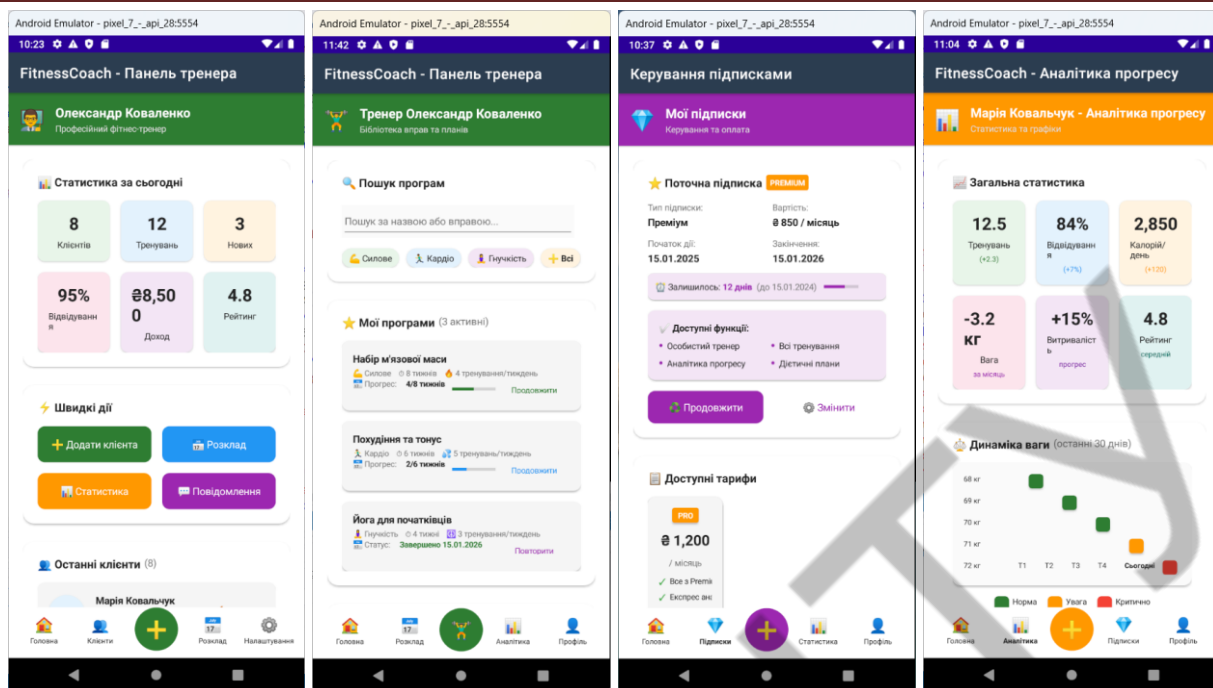 Android Emulator - pixel_7_-_api_28:5554
10:23
FitnessCoach - Панель тренера
Олександр Коваленко
Професійний фітнес-тренер
Статистика за сьогодні
8
Клієнтів
12
Тренувань
3
Нових
95%
Відвідуванн
я
₴8,50
0
Доход
4.8
Рейтинг
Швидкі дії
Додати клієнта
Розклад
Статистика
Повідомлення
Останні клієнти (8)
Марія Ковальчук
Головна
Клієнти
Розклад
Налаштування
Android Emulator - pixel_7_-_api_28:5554
11:42
FitnessCoach - Панель тренера
Тренер Олександр Коваленко
Бібліотека вправ та планів
Пошук програм
Пошук за назвою або вправою...
Силове
Кардіо
Гнучкість
Всі
Мої програми (3 активні)
Набір м'язової маси
Силове 8 тижнів 4 тренування/тиждень
Прогрес: 4/8 тижнів
Продовжити
Похудіння та тонус
Кардіо 6 тижнів 5 тренувань/тиждень
Прогрес: 2/6 тижнів
Продовжити
Йога для початківців
Гнучкість 4 тижні 3 тренування/тиждень
Статус: Завершено 15.01.2026
Повторити
Головна
Розклад
Аналітика
Профіль
Android Emulator - pixel_7_-_api_28:5554
10:37
Керування підписками
Мої підписки
Керування та оплата
Поточна підписка PREMIUM
Тип підписки:
Преміум
Вартість:
₴ 850 / місяць
Початок дії:
15.01.2025
Закінчення:
15.01.2026
Залишилось: 12 днів (до 15.01.2024)
Доступні функції:
• Особистий тренер
• Всі тренування
• Аналітика прогресу
• Дієтичні плани
Продовжити
Змінити
Доступні тарифи
PRO
₴ 1,200
/ місяць
✓ Все з Premi
✓ Експрес ана
Головна
Підписки
Статистика
Профіль
Android Emulator - pixel_7_-_api_28:5554
11:04
FitnessCoach - Аналітика прогресу
Марія Ковальчук - Аналітика прогресу
Статистика та графіки
Загальна статистика
12.5
Тренувань
(+2.3)
84%
Відвідуванн
я
(+7%)
2,850
Калорій/
день
(+120)
-3.2
КГ
Вага
за місяць
+15%
Витриваліст
ь
прогрес
4.8
Рейтинг
середній
Динаміка ваги (останні 30 днів)
68 кг
69 кг
70 кг
71 кг
72 кг
Т1 Т2 Т3 Т4 Сьогодні
Норма Увага Критично
Головна
Аналітика
Підписки
Профіль